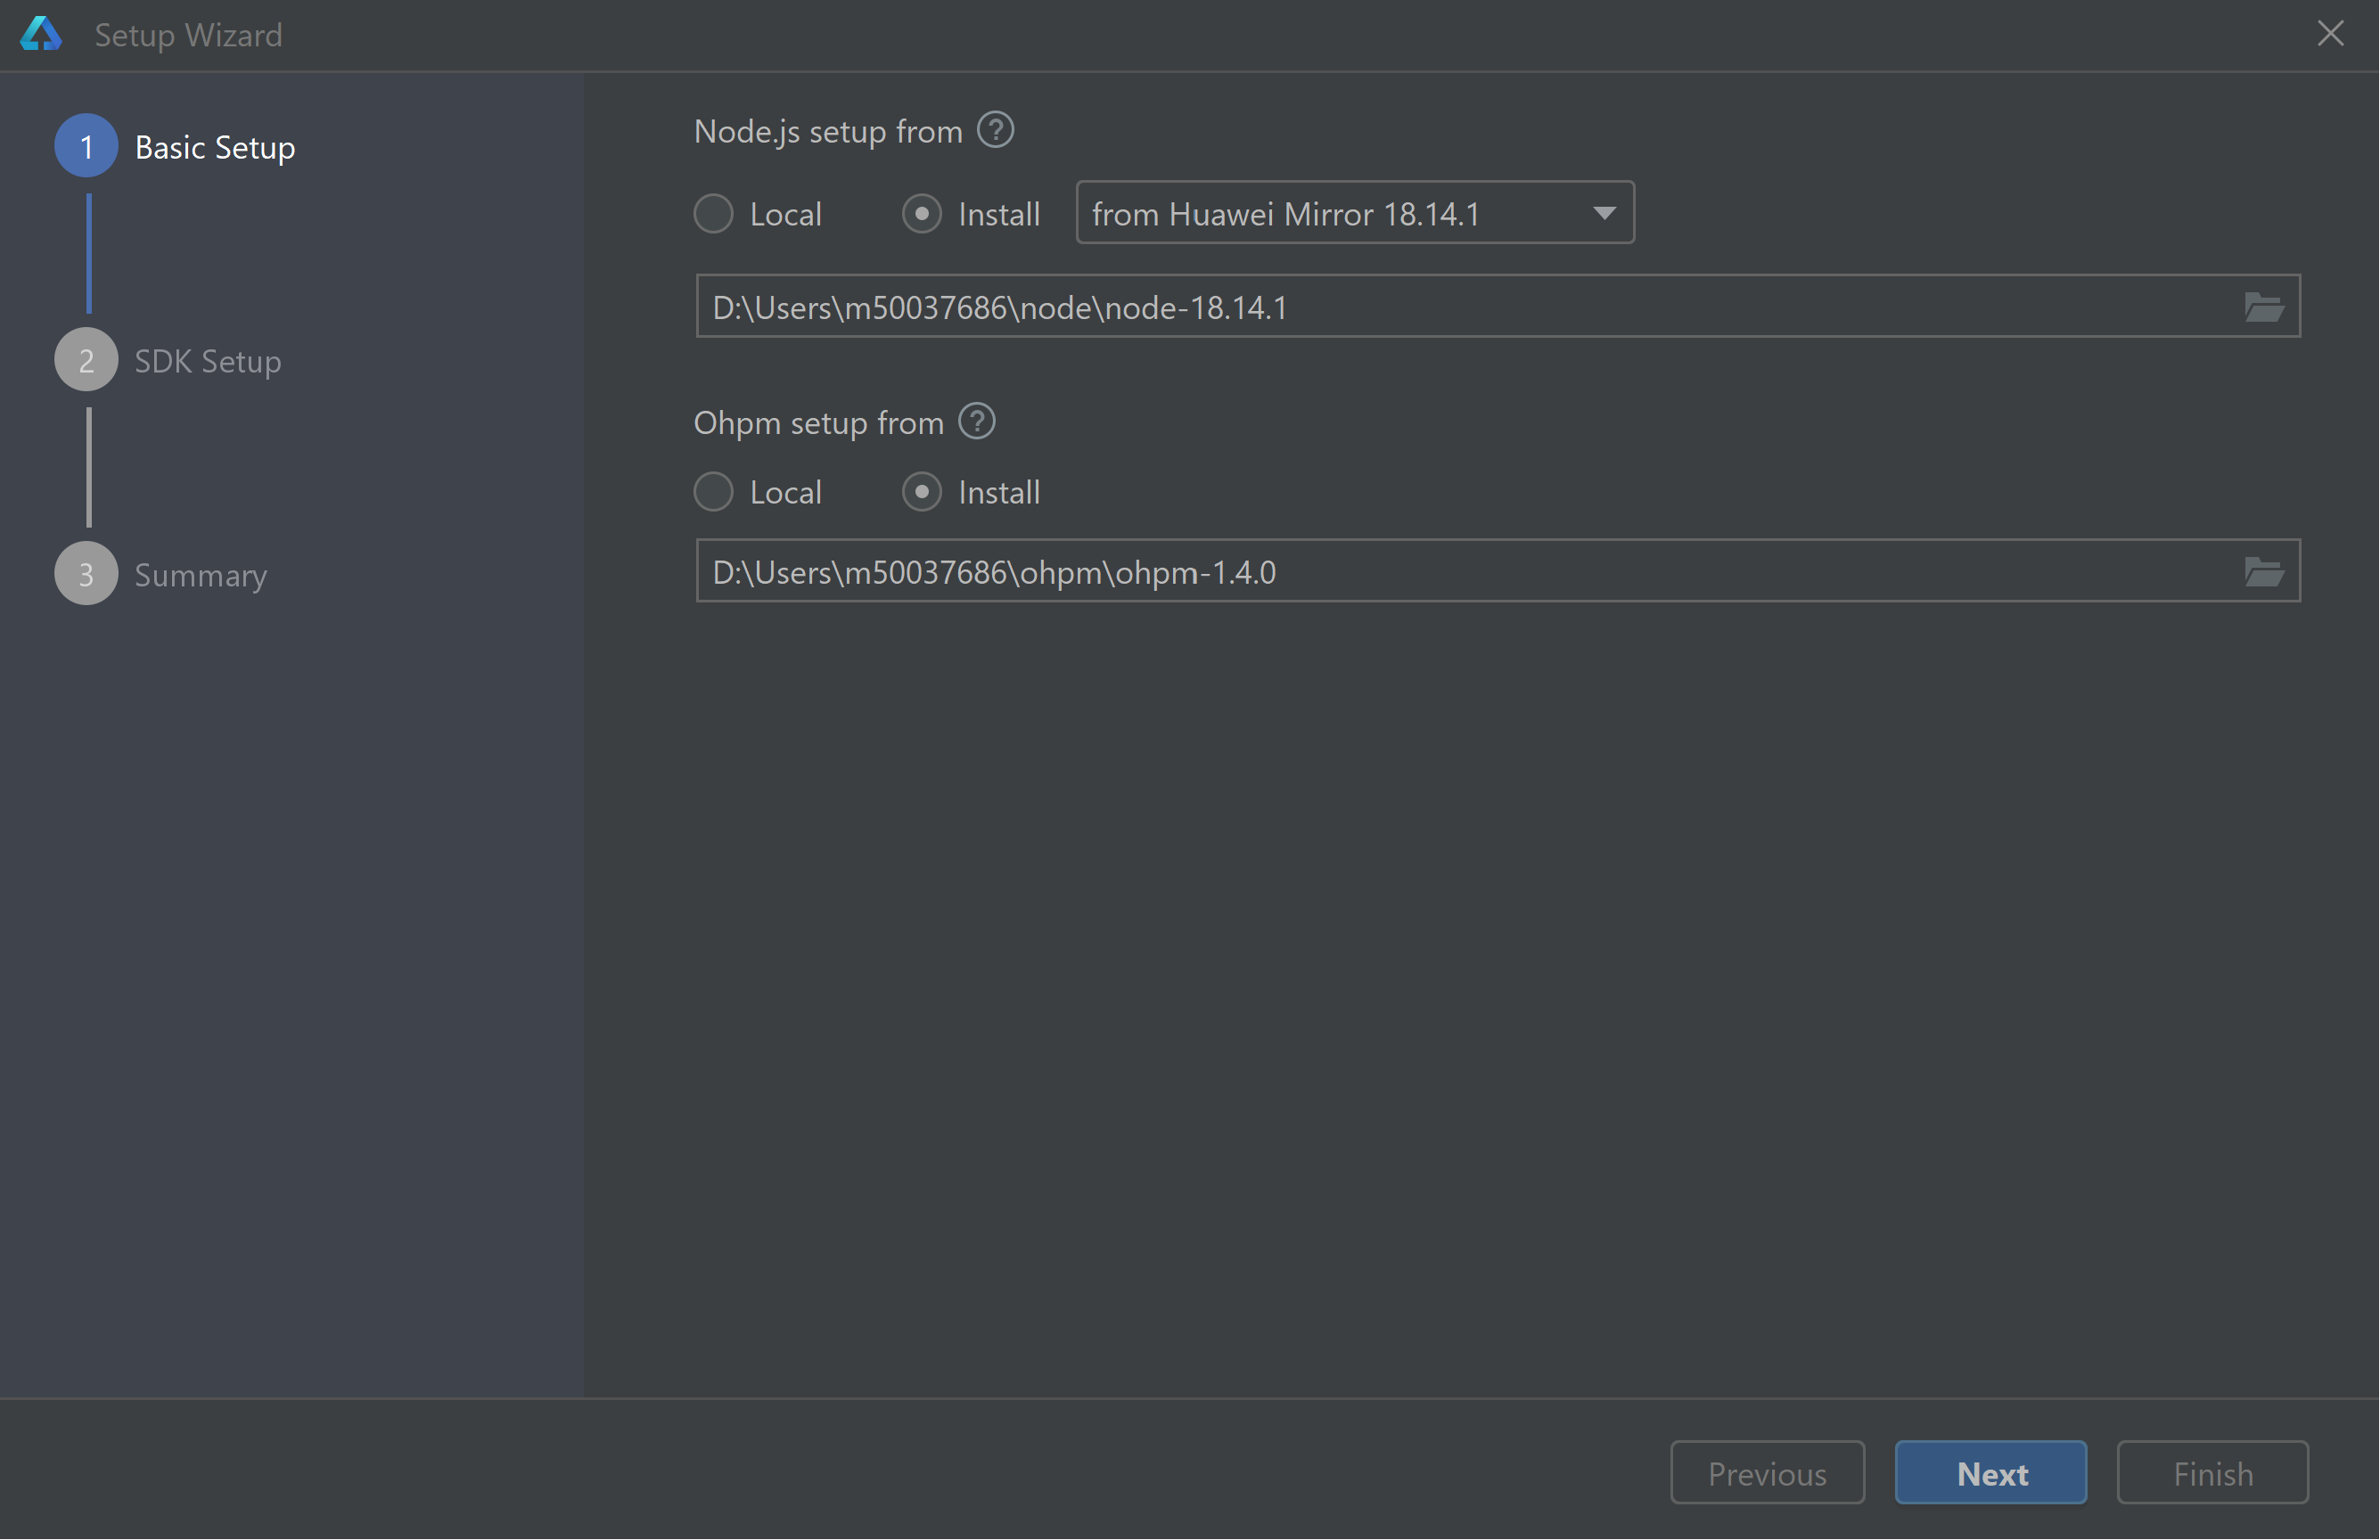 Setup Wizard
1 Basic Setup
2 SDK Setup
3 Summary
Node.js setup from ?
Local Install from Huawei Mirror 18.14.1
D:\Users\m50037686\node\node-18.14.1
Ohpm setup from ?
Local Install
D:\Users\m50037686\ohpm\ohpm-1.4.0
Previous Next Finish